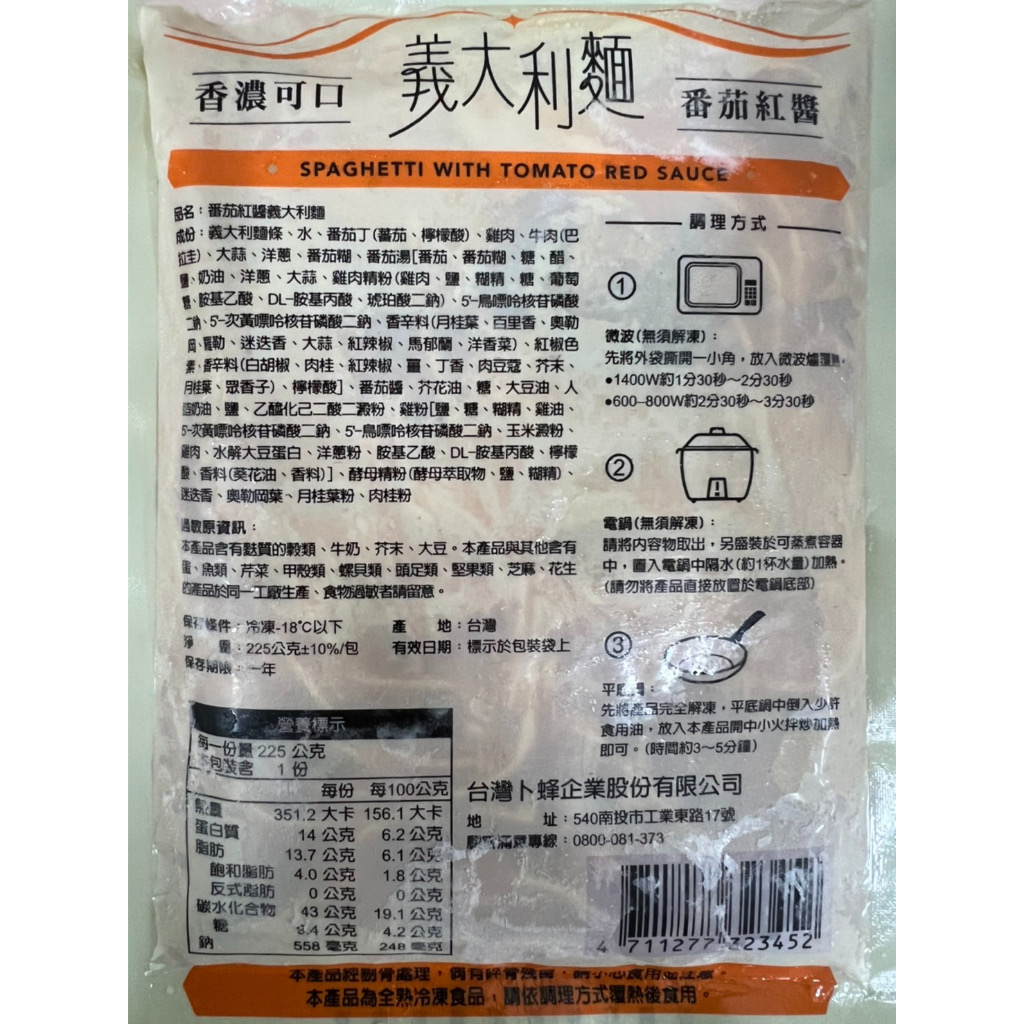 香濃可口
義大利麵
番茄紅醬
SPAGHETTI WITH TOMATO RED SAUCE
品名：番茄紅醬義大利麵
成份：義大利麵條、水、番茄丁(蕃茄、檸檬酸)、雞肉、牛肉(巴
拉圭)、大蒜、洋蔥、番茄糊、番茄湯[番茄、番茄糊、糖、醋、
鹽、奶油、洋蔥、大蒜、雞肉精粉(雞肉、鹽、糊精、糖、葡萄
糖、胺基乙酸、DL-胺基丙酸、琥珀酸二鈉)、5'-鳥嘌呤核苷磷酸
二鈉、5'-次黃嘌呤核苷磷酸二鈉、香辛料(月桂葉、百里香、奧勒
岡、羅勒、迷迭香、大蒜、紅辣椒、馬郁蘭、洋香菜)、紅椒色
素、香辛料(白胡椒、肉桂、紅辣椒、薑、丁香、肉豆蔻、芥末、
月桂葉、眾香子)、檸檬酸]、番茄醬、芥花油、糖、大豆油、人
造奶油、鹽、乙醯化己二酸二澱粉、雞粉[鹽、糖、糊精、雞油、
5'-次黃嘌呤核苷磷酸二鈉、5'-鳥嘌呤核苷磷酸二鈉、玉米澱粉、
雞肉、水解大豆蛋白、洋蔥粉、胺基乙酸、DL-胺基丙酸、檸檬
酸、香料(葵花油、香料)]、酵母精粉(酵母萃取物、鹽、糊精)、
迷迭香、奧勒岡葉、月桂葉粉、肉桂粉
過敏原資訊：
本產品含有麩質的穀類、牛奶、芥末、大豆。本產品與其他含有
蛋、魚類、芹菜、甲殼類、螺貝類、頭足類、堅果類、芝麻、花生
的產品於同一工廠生產、食物過敏者請留意。
保存條件：冷凍-18°C以下 產 地：台灣
淨 量：225公克±10%/包 有效日期：標示於包裝袋上
保存期限：一年
調理方式
①
微波(無須解凍)：
先將外袋撕開一小角，放入微波爐覆熱。
•1400W約1分30秒～2分30秒
•600-800W約2分30秒～3分30秒
②
電鍋(無須解凍)：
請將內容物取出，另盛裝於可蒸煮容器
中，置入電鍋中隔水(約1杯水量)加熱。
(請勿將產品直接放置於電鍋底部)
③
平底鍋：
先將產品完全解凍，平底鍋中倒入少許
食用油，放入本產品開中小火拌炒加熱
即可。(時間約3～5分鐘)
營養標示
每一份量 225 公克
本包裝含 1 份
每份 每100公克
熱量 351.2 大卡 156.1 大卡
蛋白質 14 公克 6.2 公克
脂肪 13.7 公克 6.1 公克
飽和脂肪 4.0 公克 1.8 公克
反式脂肪 0 公克 0 公克
碳水化合物 43 公克 19.1 公克
糖 9.4 公克 4.2 公克
鈉 558 毫克 248 毫克
台灣卜蜂企業股份有限公司
地 址：540南投市工業東路17號
顧客滿意專線：0800-081-373
4 711277 323452
本產品經剔骨處理，偶有碎骨殘留，請小心食用並注意。
本產品為全熟冷凍食品，請依調理方式覆熱後食用。